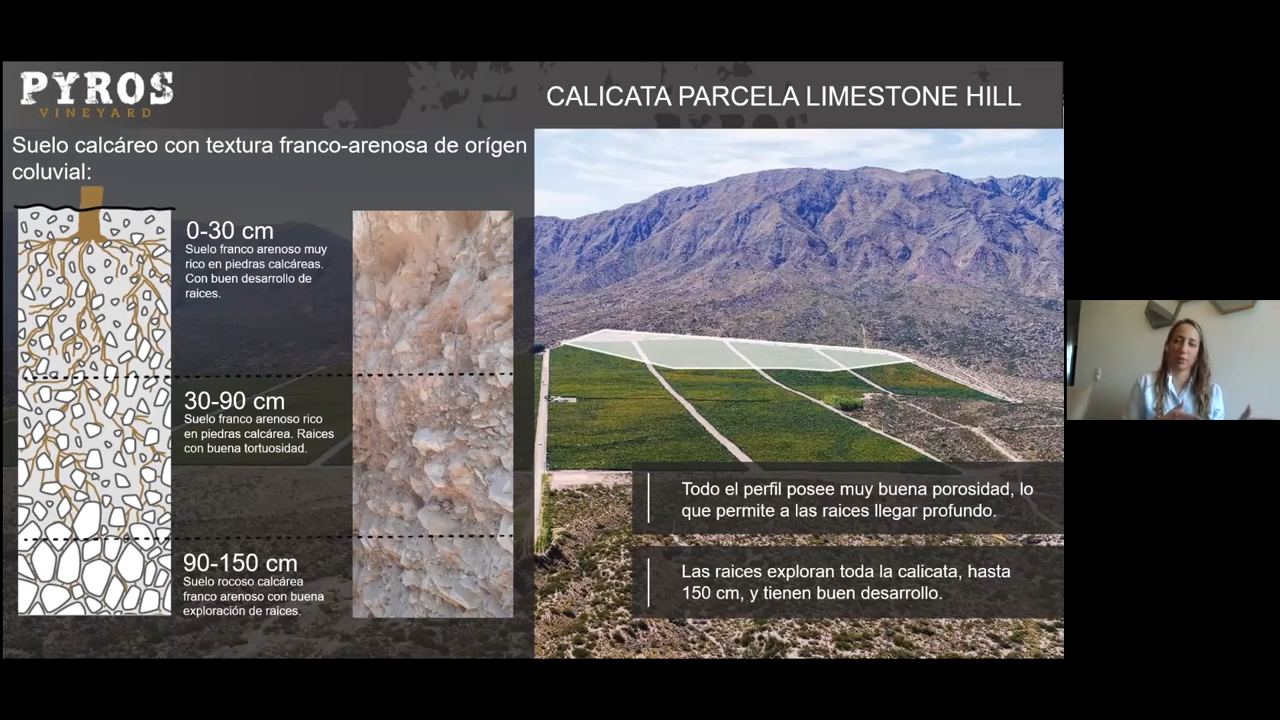 PYROS
VINEYARD
CALICATA PARCELA LIMESTONE HILL
Suelo calcáreo con textura franco-arenosa de orígen
coluvial:
0-30 cm
Suelo franco arenoso muy
rico en piedras calcáreas.
Con buen desarrollo de
raices.
30-90 cm
Suelo franco arenoso rico
en piedras calcárea. Raices
con buena tortuosidad.
90-150 cm
Suelo rocoso calcárea
franco arenoso con buena
exploración de raices.
Todo el perfil posee muy buena porosidad, lo
que permite a las raices llegar profundo.
Las raices exploran toda la calicata, hasta
150 cm, y tienen buen desarrollo.